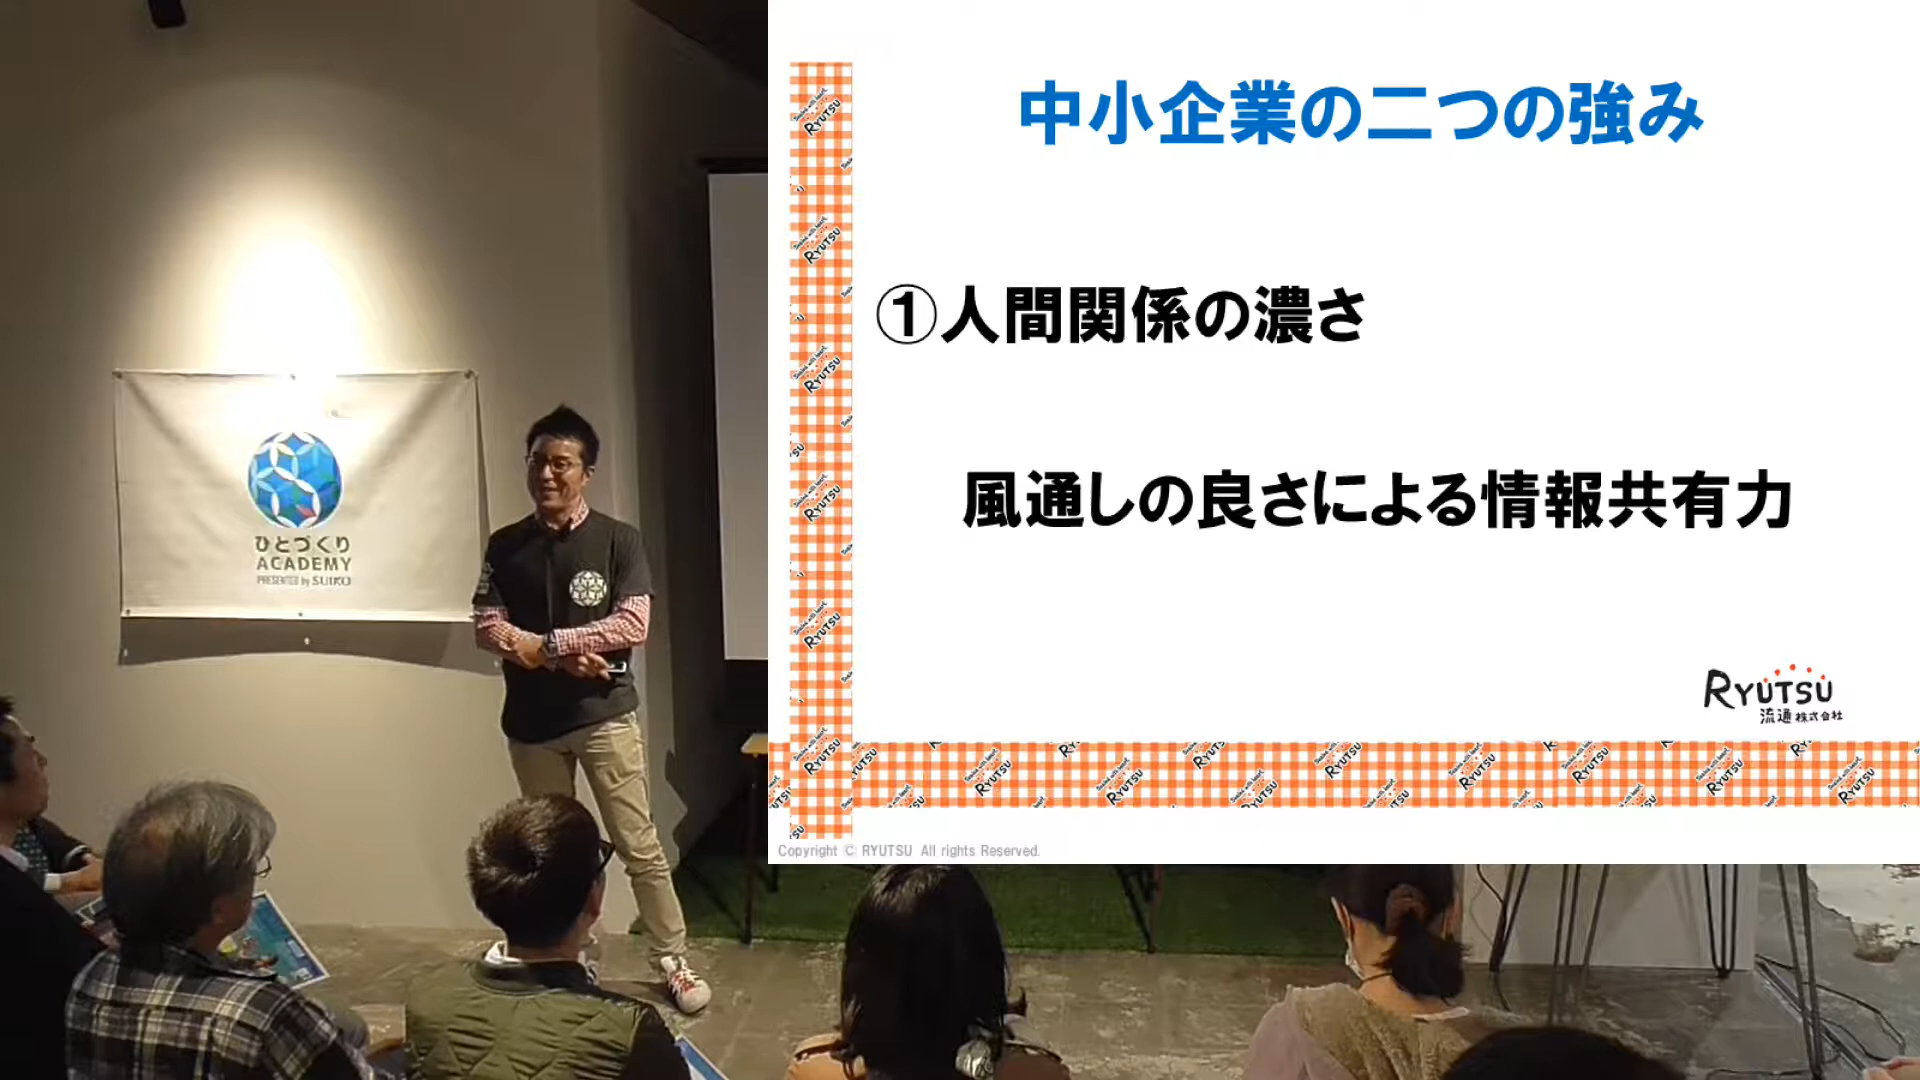 中小企業の二つの強み
①人間関係の濃さ
風通しの良さによる情報共有力
RYUTSU
流通株式会社
Copyright © RYUTSU All rights Reserved.
ひとづくり
ACADEMY
PRESENTED by SUIKO